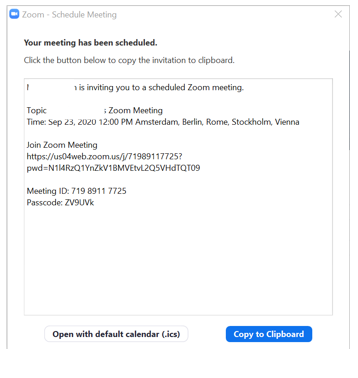 Zoom - Schedule Meeting
Your meeting has been scheduled.
Click the button below to copy the invitation to clipboard.
is inviting you to a scheduled Zoom meeting.
Topic s Zoom Meeting
Time: Sep 23, 2020 12:00 PM Amsterdam, Berlin, Rome, Stockholm, Vienna
Join Zoom Meeting
https://us04web.zoom.us/j/71989117725?
pwd=N1l4RzQ1YnZkV1BMVEtvL2Q5VHdTQT09
Meeting ID: 719 8911 7725
Passcode: ZV9UVk
Open with default calendar (.ics)
Copy to Clipboard